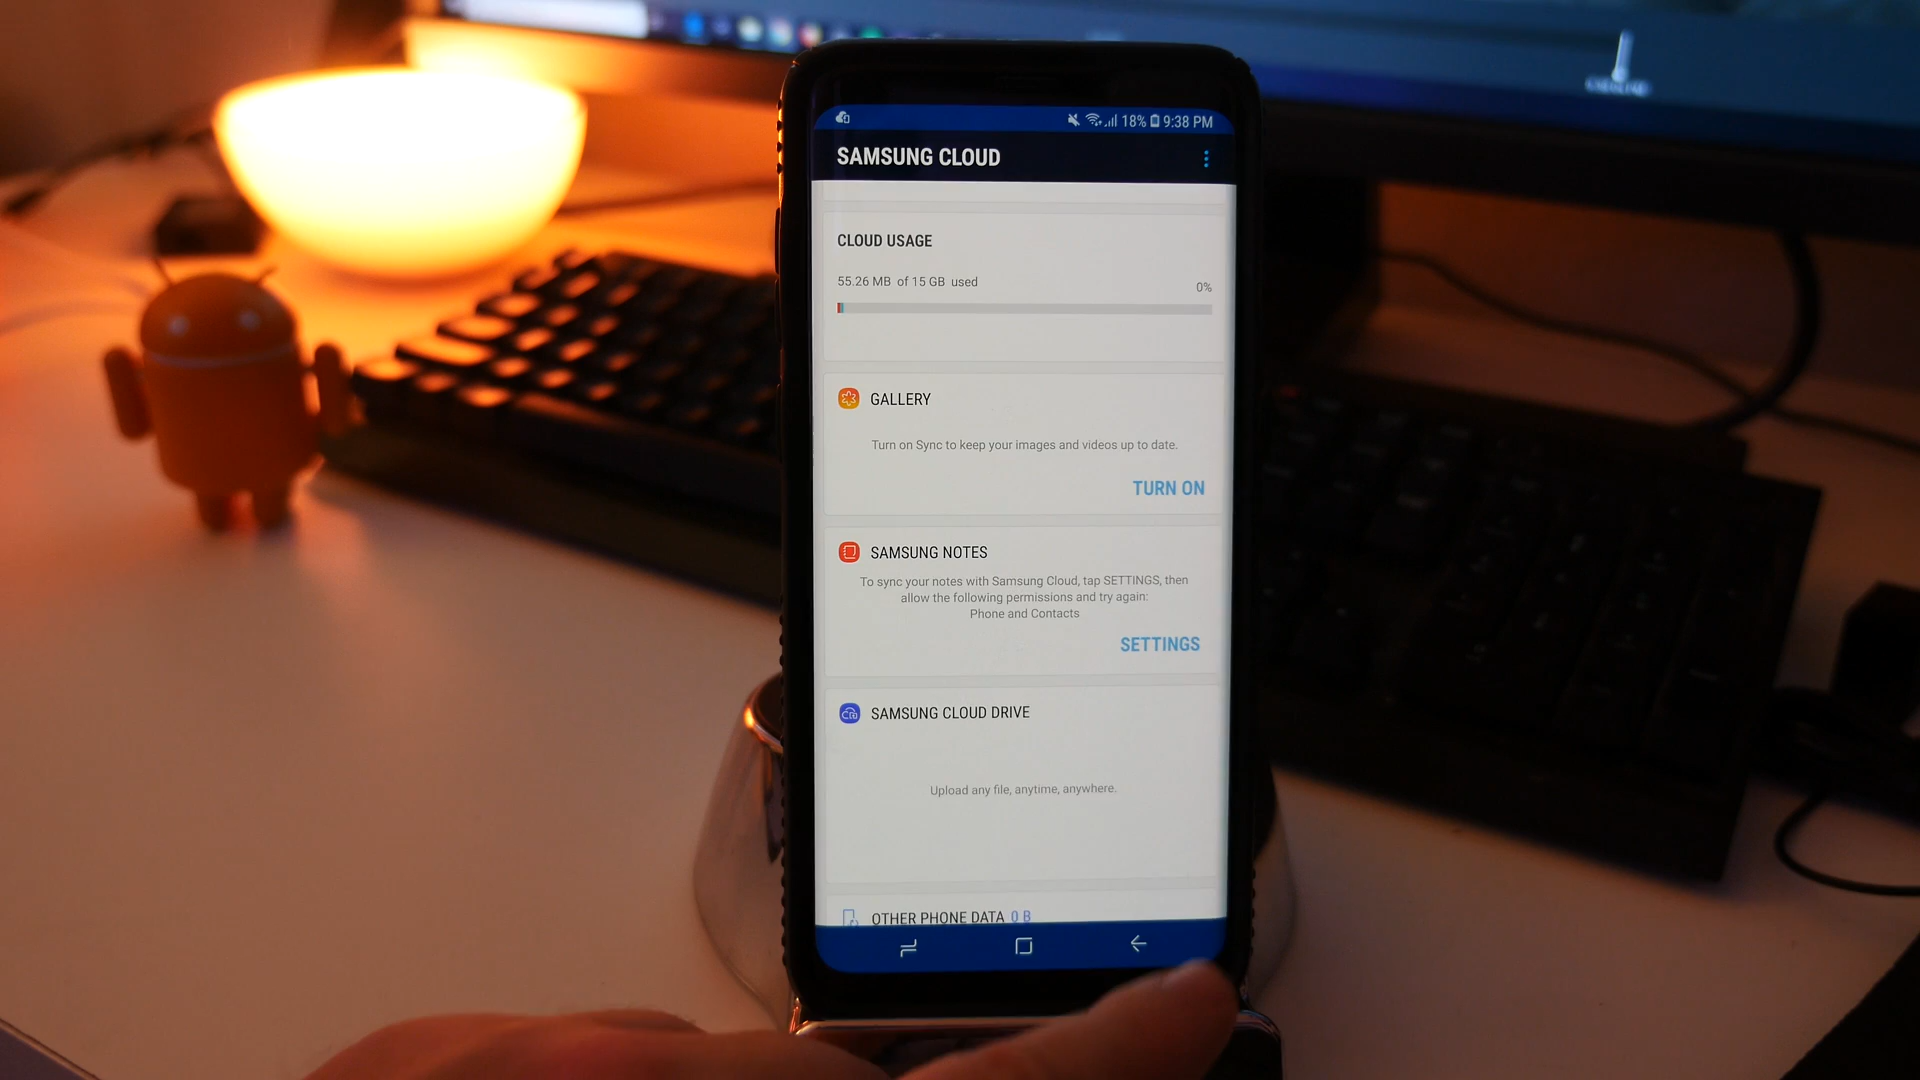 18% 9:38 PM
SAMSUNG CLOUD
CLOUD USAGE
55.26 MB of 15 GB used
0%
GALLERY
Turn on Sync to keep your images and videos up to date.
TURN ON
SAMSUNG NOTES
To sync your notes with Samsung Cloud, tap SETTINGS, then
allow the following permissions and try again:
Phone and Contacts
SETTINGS
SAMSUNG CLOUD DRIVE
Upload any file, anytime, anywhere.
OTHER PHONE DATA 0 B